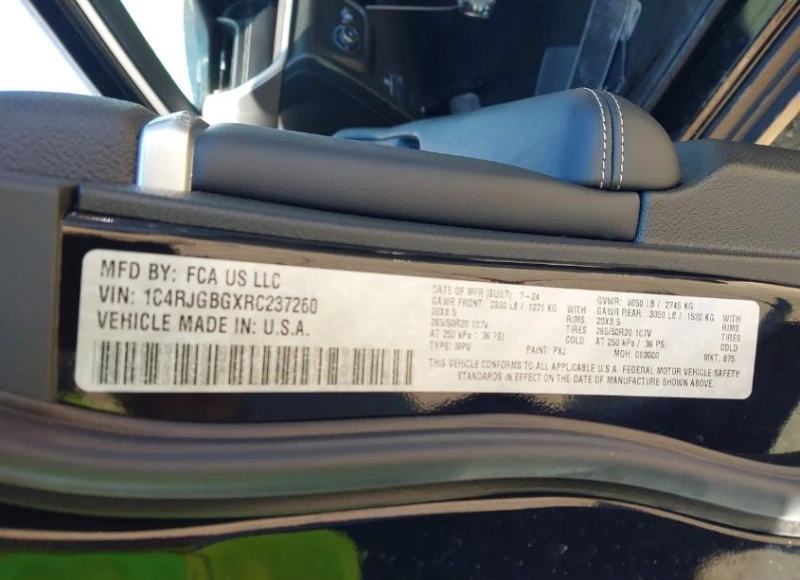 MFD BY: FCA US LLC
VIN: 1C4RJGBGXRC237260
VEHICLE MADE IN: U.S.A.
DATE OF MFR (BUILT): 7-24
GAWR FRONT: LB / 1271 KG
20X8.5
265/50R20 107V
AT 250 kPa / 36 PSI
TYPE: MPV
PAINT: PXJ
WITH
RIMS
TIRES
COLD
GVWR: 6050 LB / 2745 KG
GAWR REAR: 3350 LB / 1520 KG
20X8.5
265/50R20 107V
AT 250 kPa / 36 PSI
MDH:
WITH
RIMS
TIRES
COLD
MKT: 875
THIS VEHICLE CONFORMS TO ALL APPLICABLE U.S.A. FEDERAL MOTOR VEHICLE SAFETY
STANDARDS IN EFFECT ON THE DATE OF MANUFACTURE SHOWN ABOVE.